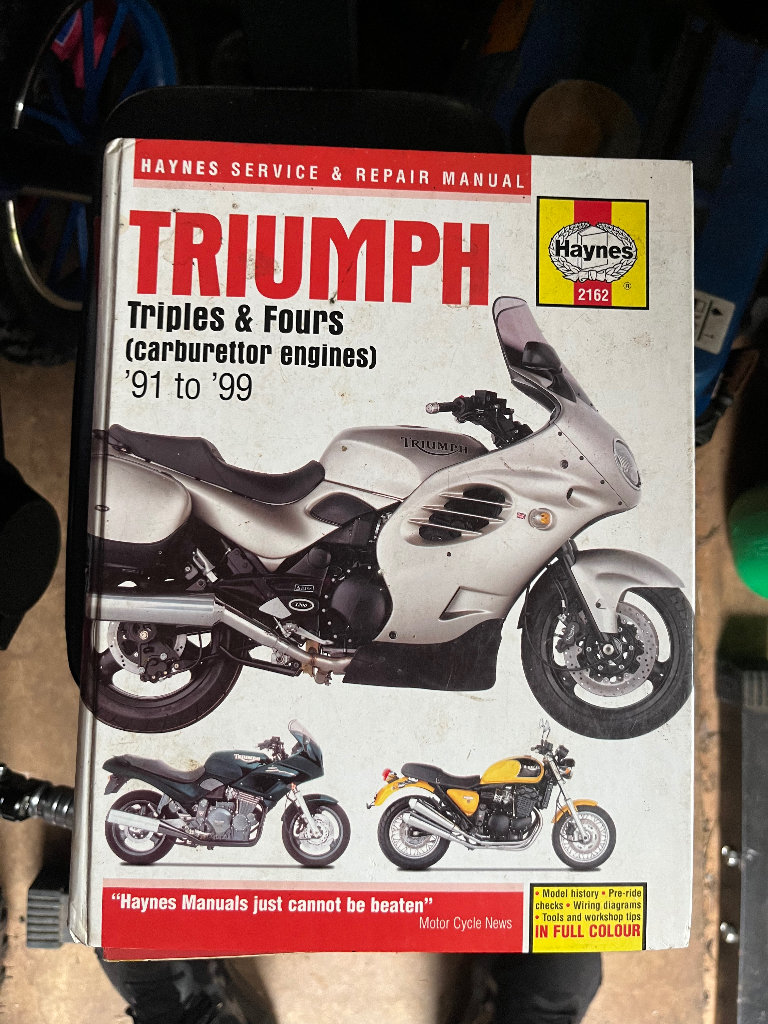 HAYNES SERVICE & REPAIR MANUAL
TRIUMPH
Triples & Fours
(carburettor engines)
'91 to '99
Haynes
®
2162
TRIUMPH
1200
TRIUMPH
"Haynes Manuals just cannot be beaten"
Motor Cycle News
• Model history • Pre-ride
checks • Wiring diagrams
• Tools and workshop tips
IN FULL COLOUR